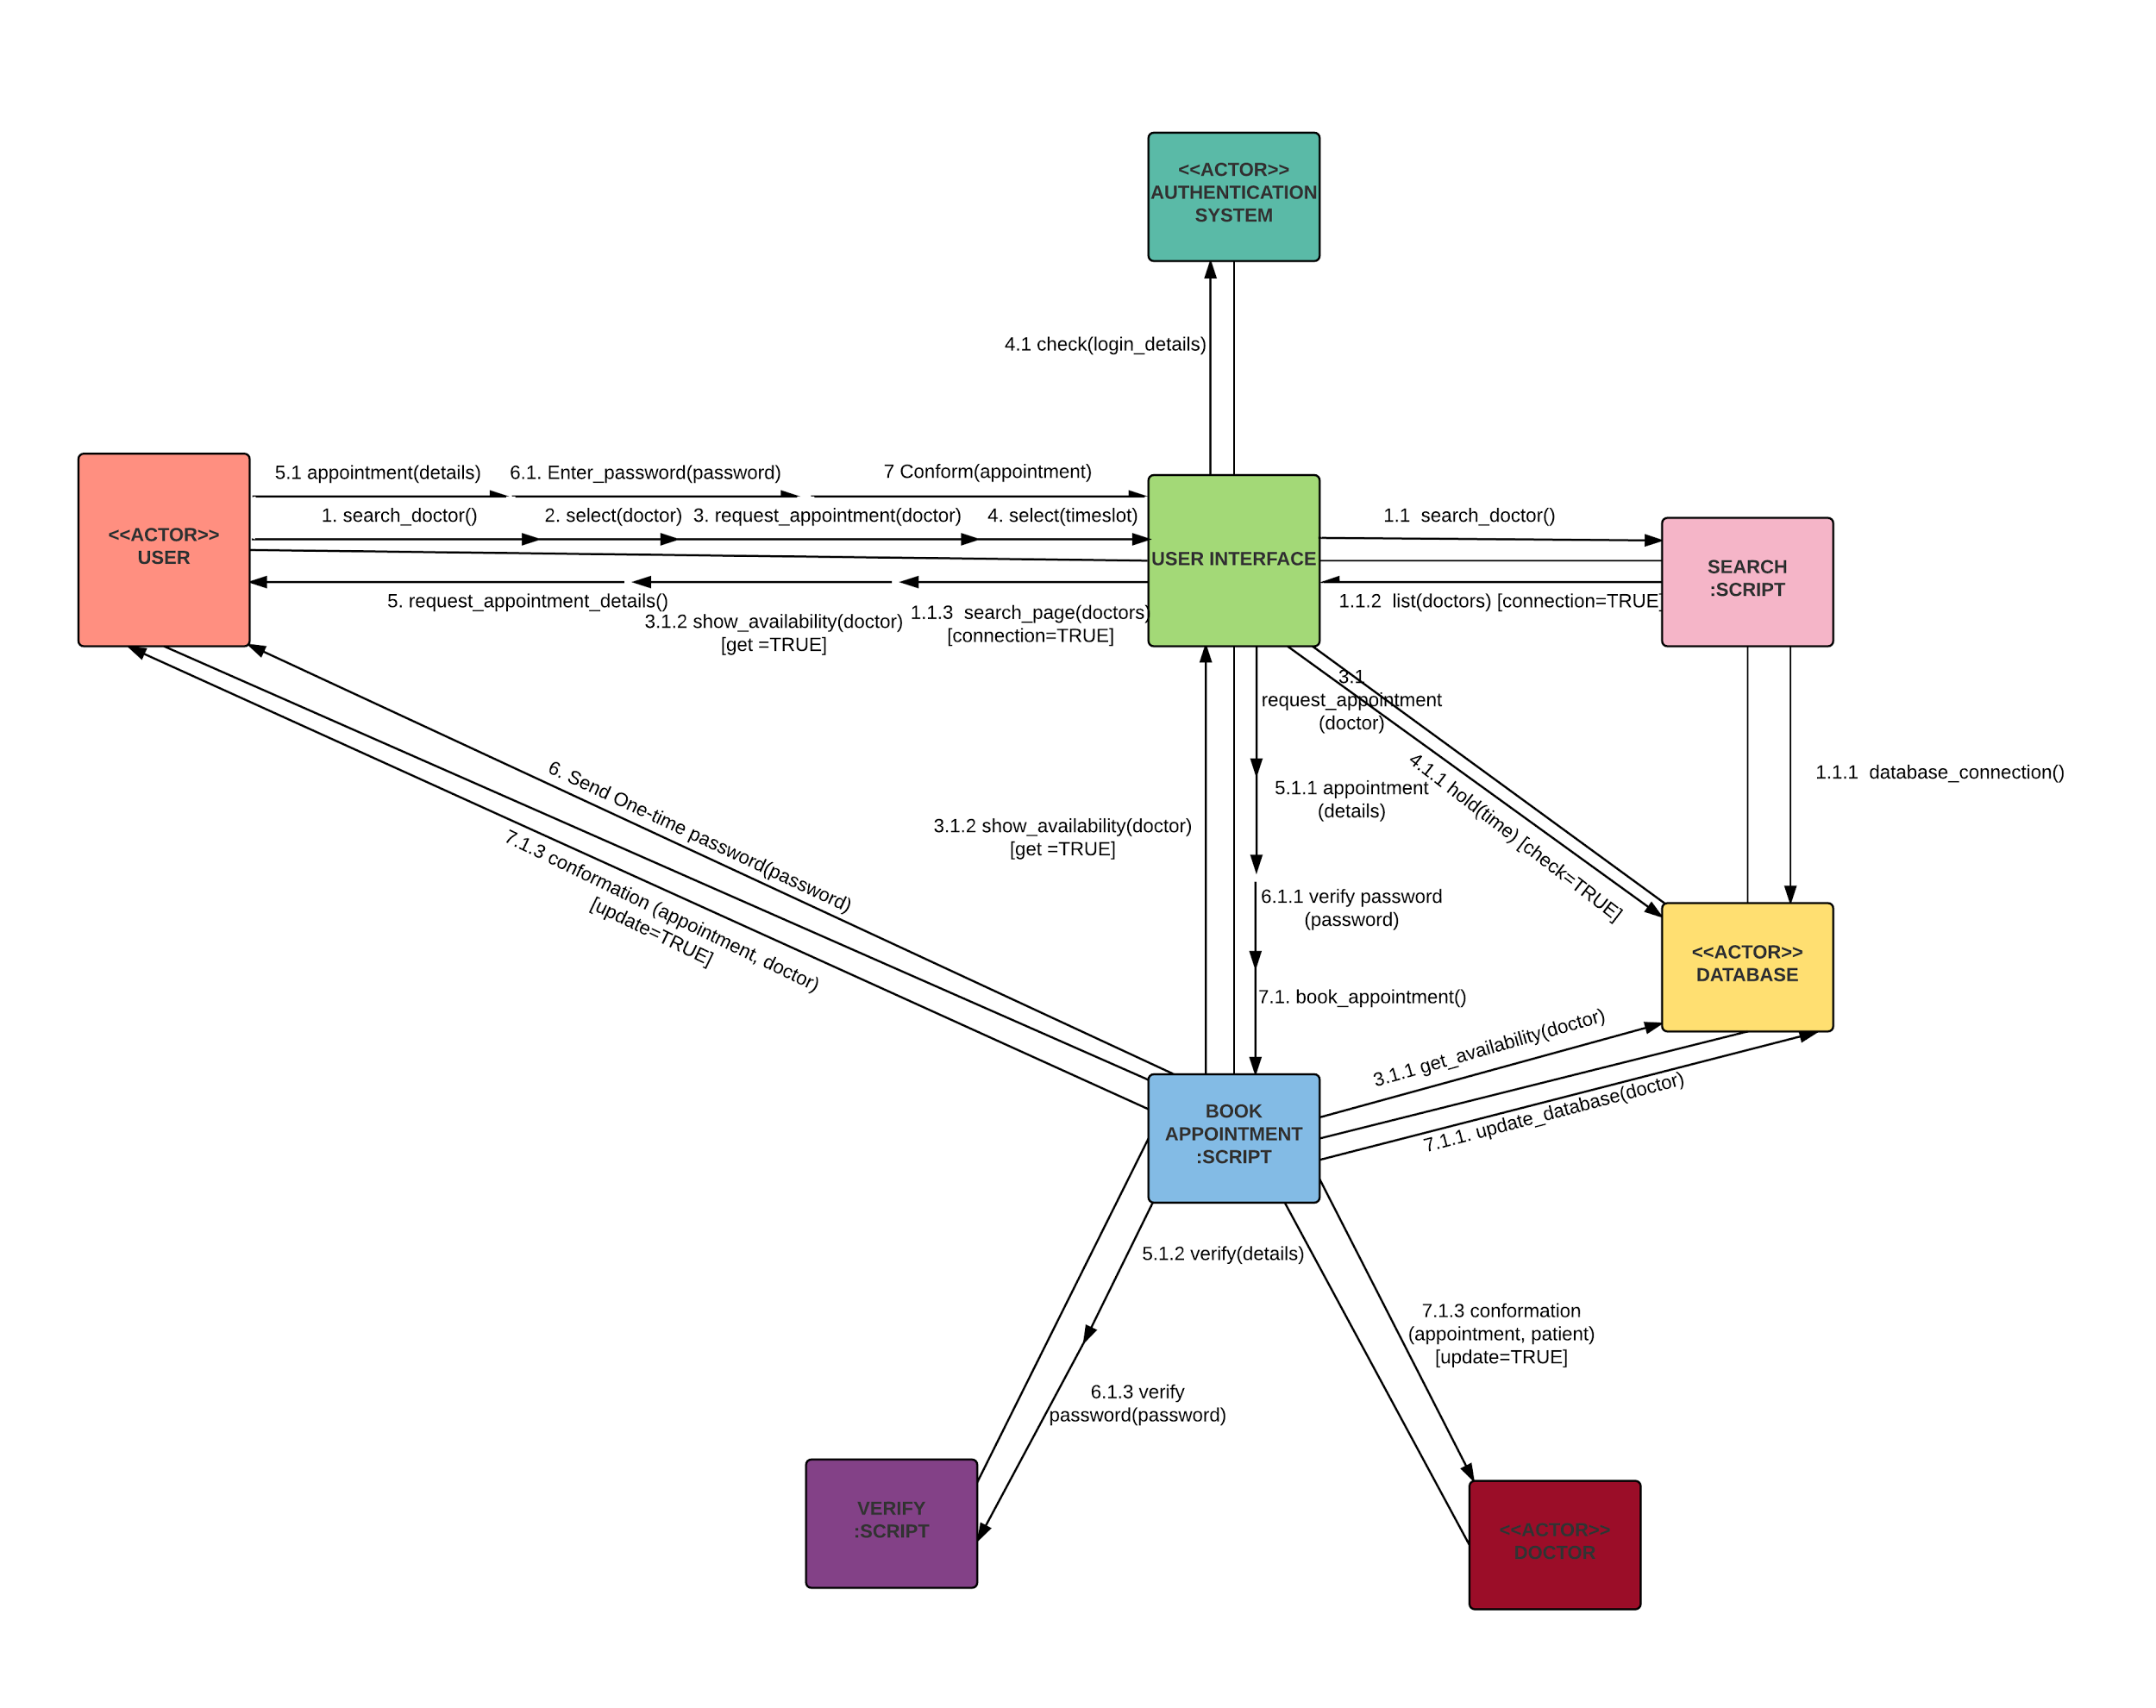 <<ACTOR>>
AUTHENTICATION
SYSTEM
4.1 check(login_details)
5.1 appointment(details)
6.1. Enter_password(password)
7 Conform(appointment)
1. search_doctor()
2. select(doctor)
3. request_appointment(doctor)
4. select(timeslot)
1.1  search_doctor()
<<ACTOR>>
USER
USER INTERFACE
SEARCH
:SCRIPT
5. request_appointment_details()
3.1.2 show_availability(doctor)
[get =TRUE]
1.1.3  search_page(doctors)
[connection=TRUE]
1.1.2  list(doctors) [connection=TRUE]
3.1
request_appointment
(doctor)
4.1.1 hold(time) [check=TRUE]
1.1.1  database_connection()
5.1.1 appointment
(details)
6. Send One-time password(password)
7.1.3 conformation (appointment, doctor)
[update=TRUE]
3.1.2 show_availability(doctor)
[get =TRUE]
6.1.1 verify password
(password)
7.1. book_appointment()
<<ACTOR>>
DATABASE
3.1.1 get_availability(doctor)
7.1.1. update_database(doctor)
BOOK
APPOINTMENT
:SCRIPT
5.1.2 verify(details)
7.1.3 conformation
(appointment, patient)
[update=TRUE]
6.1.3 verify
password(password)
VERIFY
:SCRIPT
<<ACTOR>>
DOCTOR